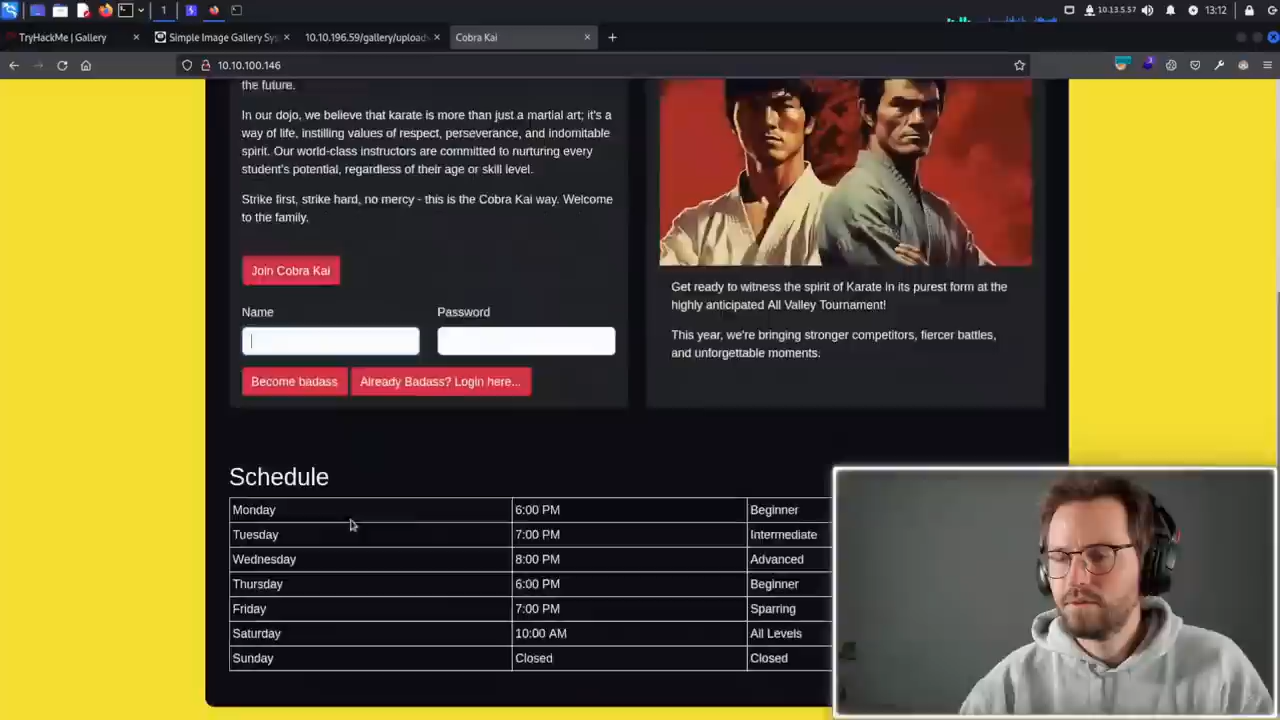 10.13.5.57
13:12
1
TryHackMe | Gallery
Simple Image Gallery Sys
10.10.196.59/gallery/uploads
Cobra Kai
10.10.100.146
the future.
In our dojo, we believe that karate is more than just a martial art; it's a
way of life, instilling values of respect, perseverance, and indomitable
spirit. Our world-class instructors are committed to nurturing every
student's potential, regardless of their age or skill level.
Strike first, strike hard, no mercy - this is the Cobra Kai way. Welcome
to the family.
Join Cobra Kai
Name
Password
Become badass
Already Badass? Login here...
Get ready to witness the spirit of Karate in its purest form at the
highly anticipated All Valley Tournament!
This year, we're bringing stronger competitors, fiercer battles,
and unforgettable moments.
Schedule
Monday 6:00 PM Beginner
Tuesday 7:00 PM Intermediate
Wednesday 8:00 PM Advanced
Thursday 6:00 PM Beginner
Friday 7:00 PM Sparring
Saturday 10:00 AM All Levels
Sunday Closed Closed